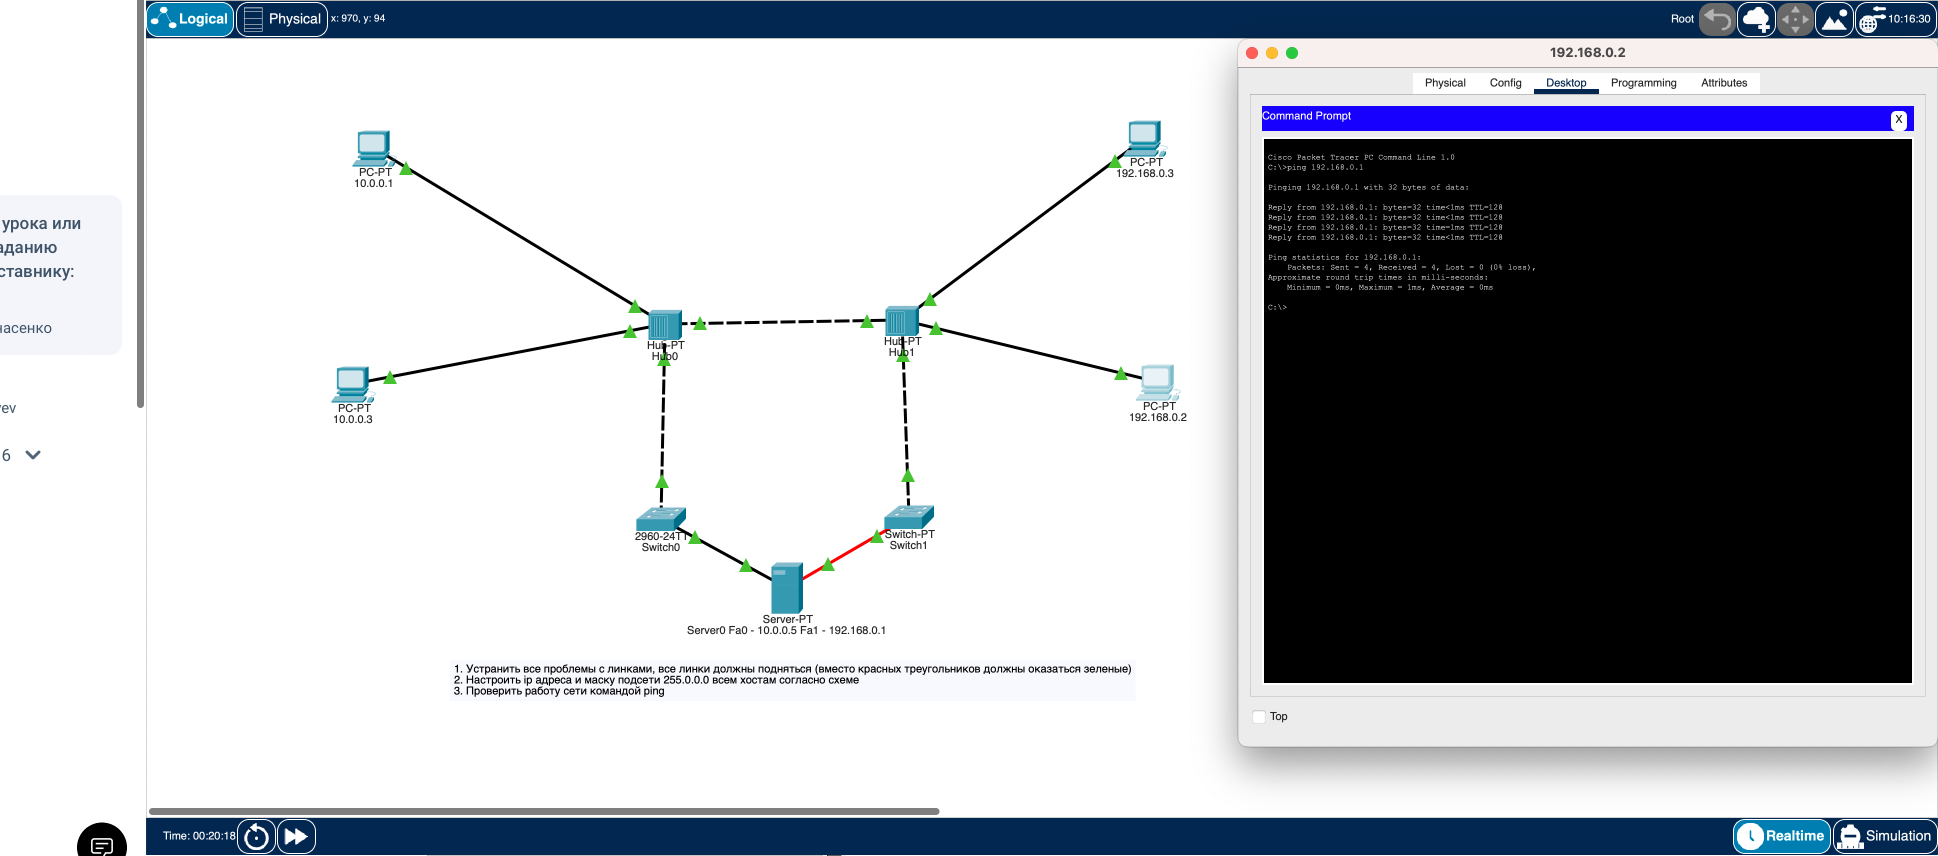 Logical
Physical
x: 970, y: 94
Root
10:16:30
урока или
аданию
ставнику:
насенко
ev
6
PC-PT
10.0.0.1
PC-PT
192.168.0.3
Hub-PT
Hub0
Hub-PT
Hub1
PC-PT
10.0.0.3
PC-PT
192.168.0.2
2960-24TT
Switch0
Switch-PT
Switch1
Server-PT
Server0 Fa0 - 10.0.0.5 Fa1 - 192.168.0.1
1. Устранить все проблемы с линками, все линки должны подняться (вместо красных треугольников должны оказаться зеленые)
2. Настроить ip адреса и маску подсети 255.0.0.0 всем хостам согласно схеме
3. Проверить работу сети командой ping
192.168.0.2
Physical Config Desktop Programming Attributes
Command Prompt
X
Cisco Packet Tracer PC Command Line 1.0
C:\>ping 192.168.0.1
Pinging 192.168.0.1 with 32 bytes of data:
Reply from 192.168.0.1: bytes=32 time<1ms TTL=128
Reply from 192.168.0.1: bytes=32 time<1ms TTL=128
Reply from 192.168.0.1: bytes=32 time=1ms TTL=128
Reply from 192.168.0.1: bytes=32 time<1ms TTL=128
Ping statistics for 192.168.0.1:
Packets: Sent = 4, Received = 4, Lost = 0 (0% loss),
Approximate round trip times in milli-seconds:
Minimum = 0ms, Maximum = 1ms, Average = 0ms
C:\>
Top
Time: 00:20:18
Realtime
Simulation